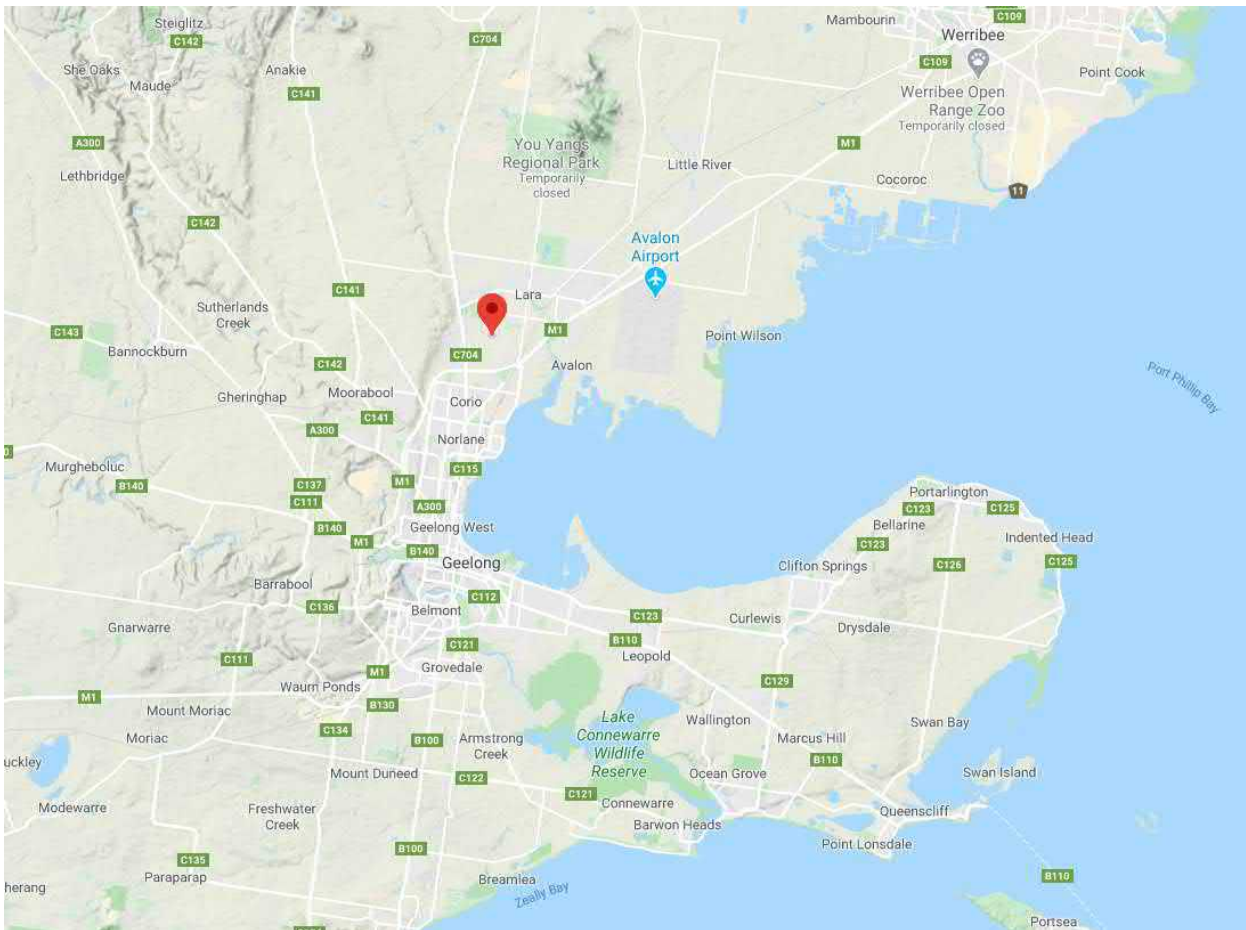 Steiglitz
C704
Mambourin
C109
C142
Werribee
She Oaks
Anakie
C109
Point Cook
Maude
C141
Werribee Open
Range Zoo
Temporarily closed
A300
You Yangs
Regional Park
Temporarily
closed
M1
Lethbridge
Little River
Cocoroc
11
C142
Avalon
Airport
C141
Lara
Sutherlands
Creek
C143
M1
Point Wilson
Bannockburn
C704
C142
Avalon
Port Phillip Bay
Gheringhap
Moorabool
Corio
C141
A300
Norlane
Murgheboluc
C115
B140
C137
M1
C111
A300
Portarlington
C123
C125
B140
Geelong West
Bellarine
M1
B140
C123
Indented Head
Geelong
Clifton Springs
C126
C125
Barrabool
C112
C136
Belmont
C123
Curlewis
Gnarwarre
B110
Drysdale
C121
Leopold
C111
M1
Grovedale
Waurn Ponds
C129
M1
B130
Mount Moriac
Lake
Connewarre
Wildlife
Reserve
Wallington
Swan Bay
C134
Moriac
B100
Armstrong
Creek
Marcus Hill
uckley
B110
Mount Duneed
C122
Ocean Grove
Swan Island
C121
Modewarre
Freshwater
Creek
Connewarre
Queenscliff
Barwon Heads
B100
Point Lonsdale
C135
herang
Paraparap
Breamlea
B110
Zeally Bay
Portsea